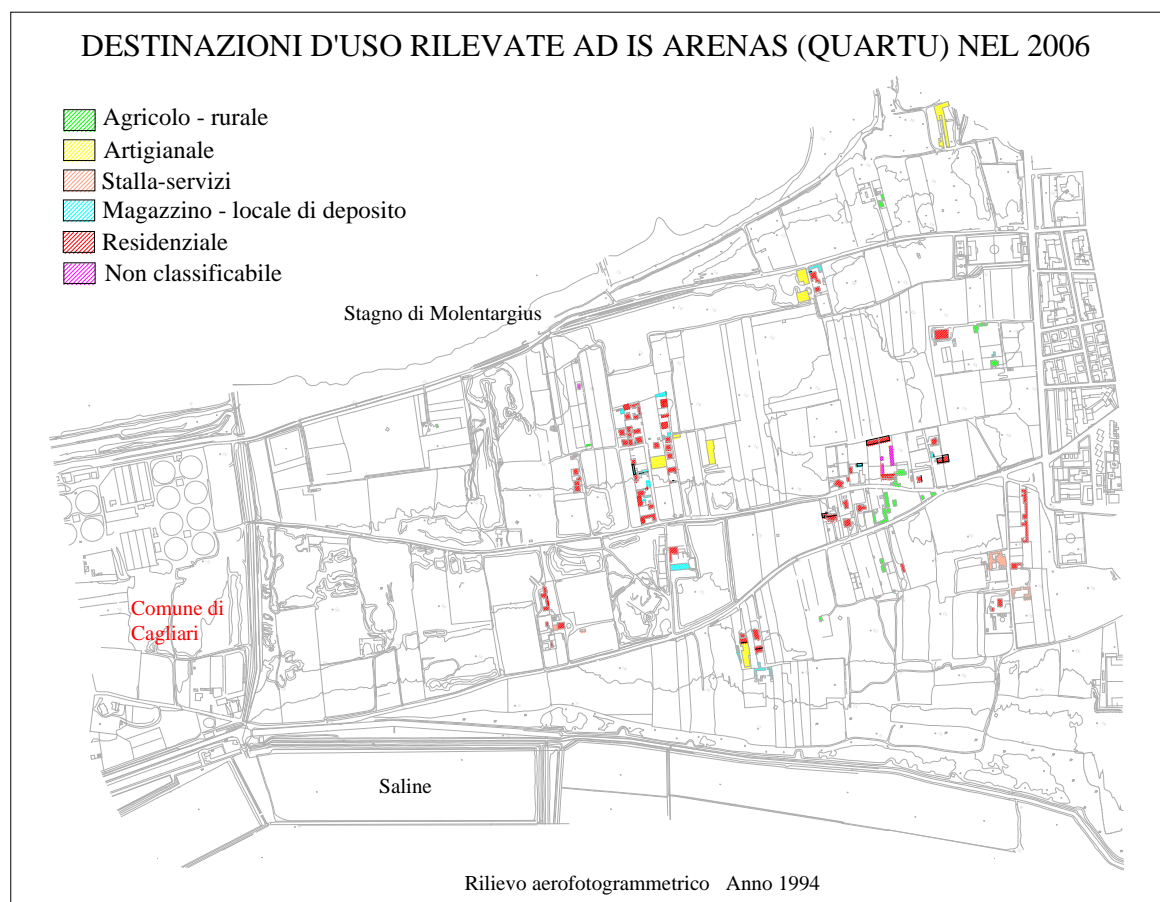 DESTINAZIONI D'USO RILEVATE AD IS ARENAS (QUARTU) NEL 2006
Agricolo - rurale
Artigianale
Stalla-servizi
Magazzino - locale di deposito
Residenziale
Non classificabile
Stagno di Molentargius
Comune di
Cagliari
Saline
Rilievo aerofotogrammetrico Anno 1994